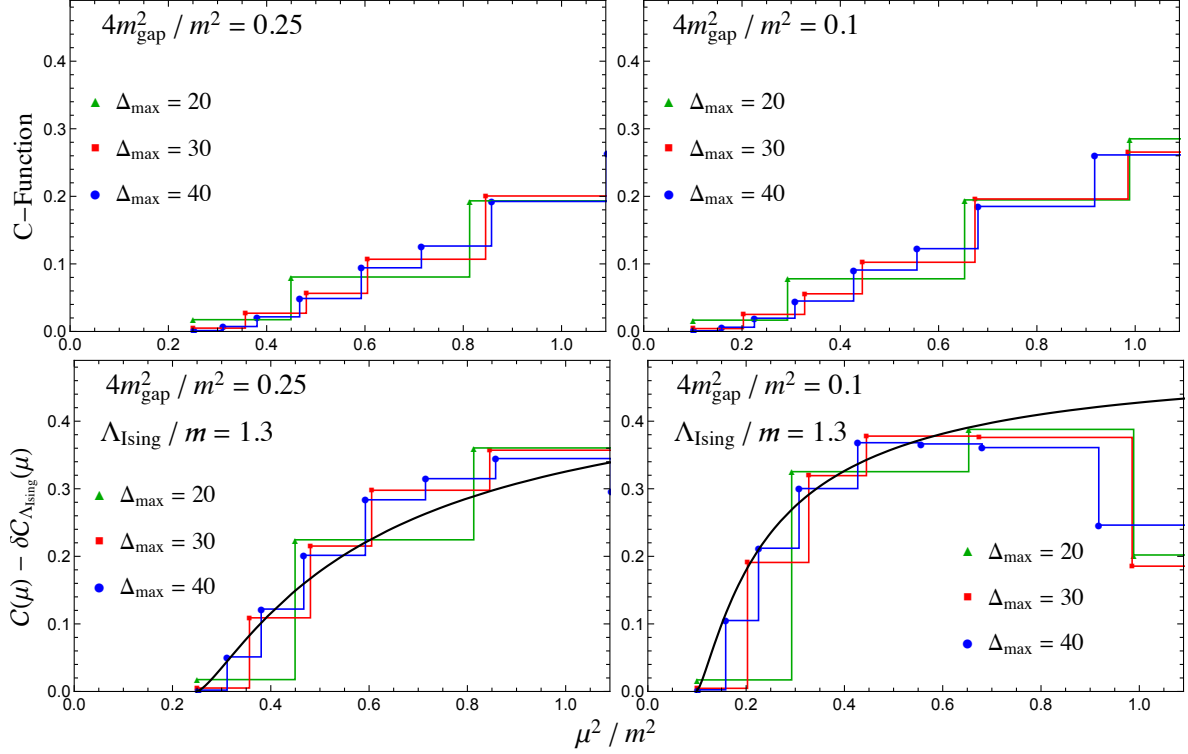 4m²gap / m² = 0.25
Δmax = 20
Δmax = 30
Δmax = 40
C−Function
0.4
0.3
0.2
0.1
0.0
0.0 0.2 0.4 0.6 0.8 1.0
4m²gap / m² = 0.1
Δmax = 20
Δmax = 30
Δmax = 40
0.4
0.3
0.2
0.1
0.0
0.0 0.2 0.4 0.6 0.8 1.0
4m²gap / m² = 0.25
ΛIsing / m = 1.3
Δmax = 20
Δmax = 30
Δmax = 40
C(μ) − δCΛIsing(μ)
0.4
0.3
0.2
0.1
0.0
0.0 0.2 0.4 0.6 0.8 1.0
4m²gap / m² = 0.1
ΛIsing / m = 1.3
Δmax = 20
Δmax = 30
Δmax = 40
0.4
0.3
0.2
0.1
0.0
0.0 0.2 0.4 0.6 0.8 1.0
μ² / m²